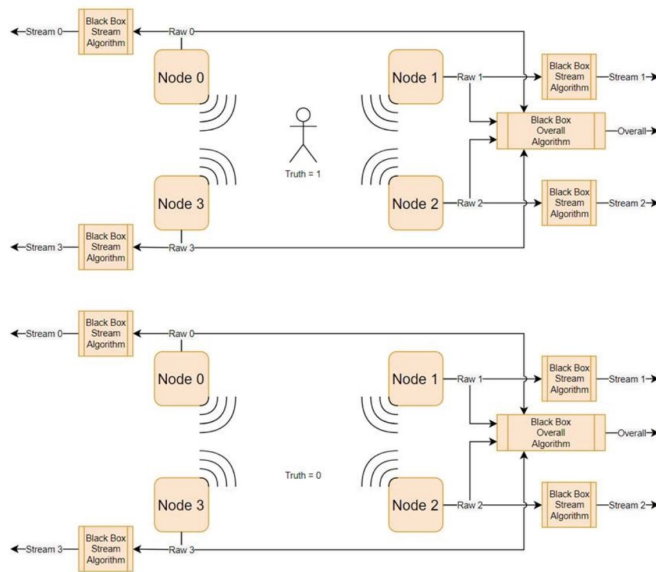 Stream 0
Black Box
Stream
Algorithm
Raw 0
Node 0
Node 1
Raw 1
Black Box
Stream
Algorithm
Stream 1
Black Box
Overall
Algorithm
Overall
Truth = 1
Node 3
Node 2
Raw 2
Black Box
Stream
Algorithm
Stream 2
Stream 3
Black Box
Stream
Algorithm
Raw 3
Stream 0
Black Box
Stream
Algorithm
Raw 0
Node 0
Node 1
Raw 1
Black Box
Stream
Algorithm
Stream 1
Black Box
Overall
Algorithm
Overall
Truth = 0
Node 3
Node 2
Raw 2
Black Box
Stream
Algorithm
Stream 2
Stream 3
Black Box
Stream
Algorithm
Raw 3